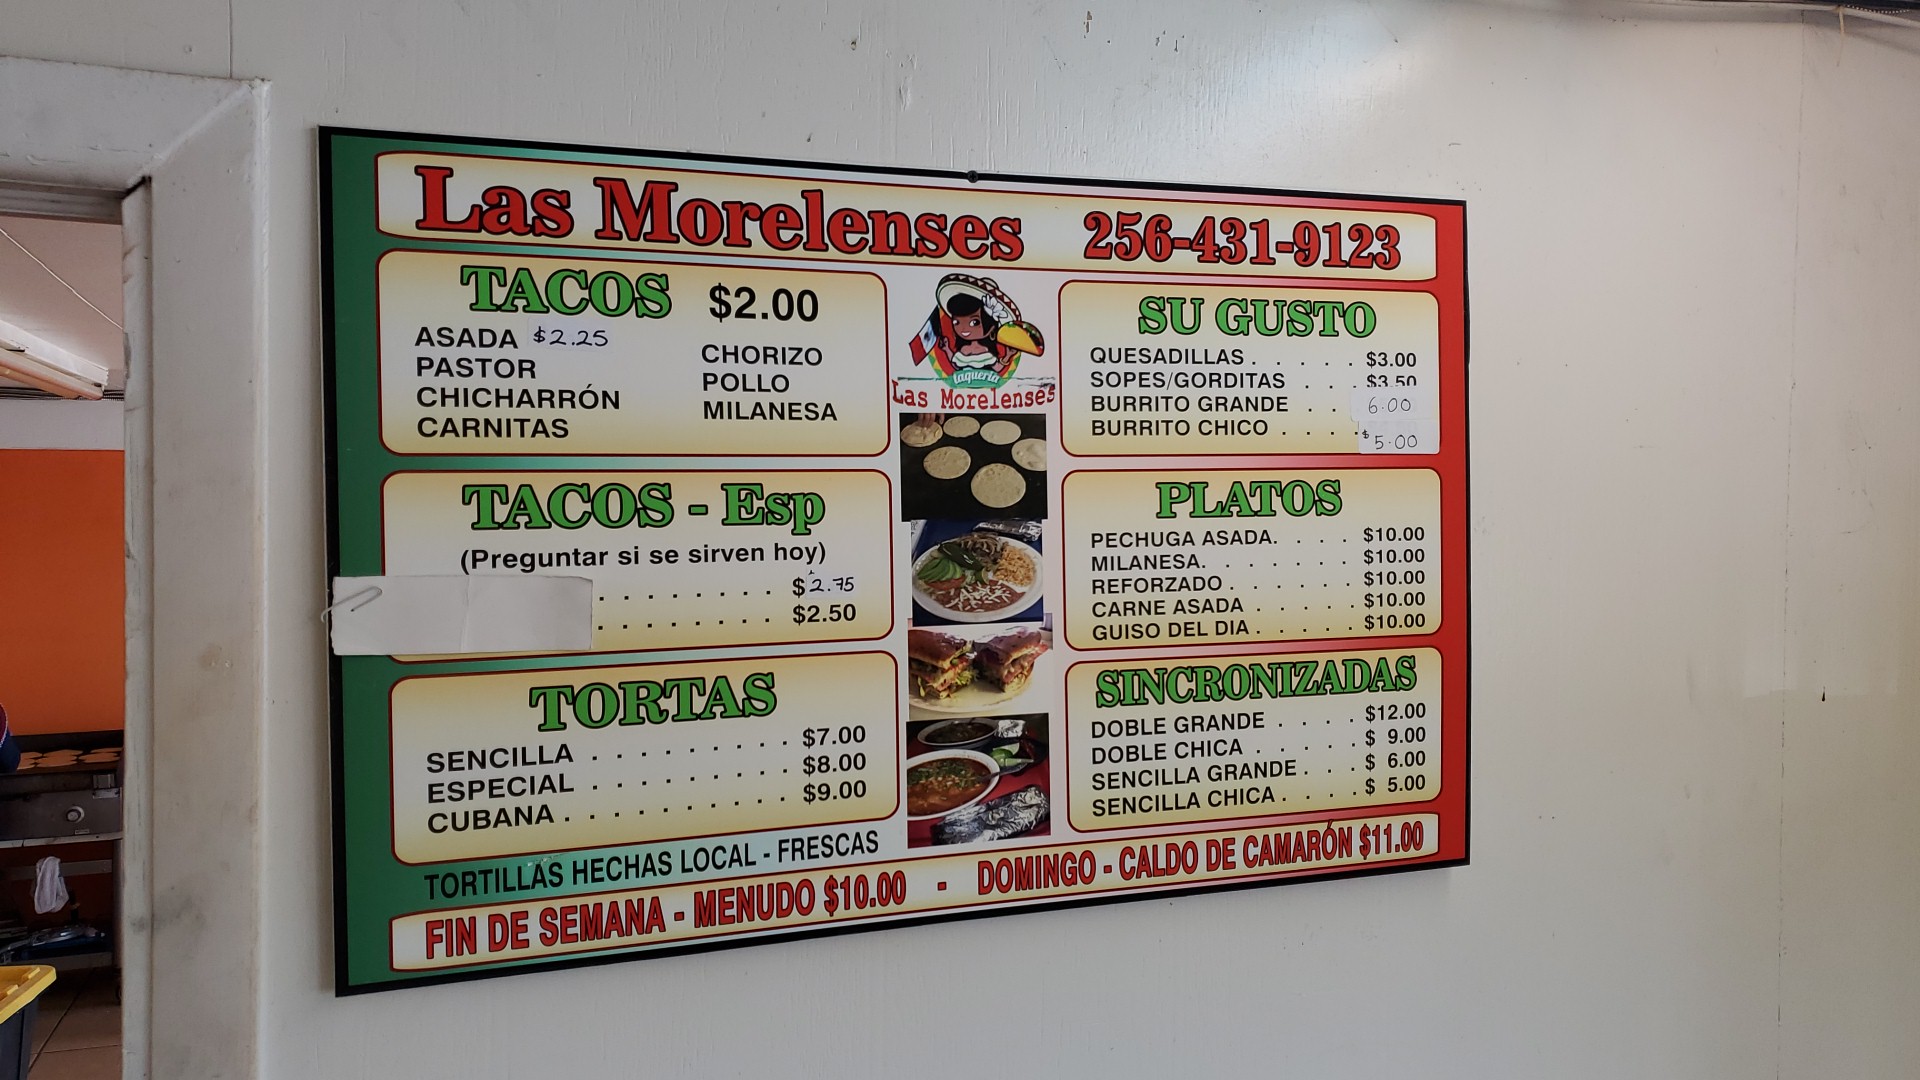 Las Morelenses 256-431-9123
TACOS $2.00
ASADA $2.25
PASTOR
CHICHARRÓN
CARNITAS
CHORIZO
POLLO
MILANESA
TACOS - Esp
(Preguntar si se sirven hoy)
. . . . . . . . $2.75
. . . . . . . . $2.50
TORTAS
SENCILLA . . . . . . . . . $7.00
ESPECIAL . . . . . . . . . $8.00
CUBANA . . . . . . . . . . $9.00
TORTILLAS HECHAS LOCAL - FRESCAS
taqueria
Las Morelenses
SU GUSTO
QUESADILLAS . . . . . $3.00
SOPES/GORDITAS . . . $3.50
BURRITO GRANDE . . 6.00
BURRITO CHICO . . . . $5.00
PLATOS
PECHUGA ASADA. . . . $10.00
MILANESA. . . . . . . $10.00
REFORZADO . . . . . . $10.00
CARNE ASADA . . . . . $10.00
GUISO DEL DIA . . . . . $10.00
SINCRONIZADAS
DOBLE GRANDE . . . . $12.00
DOBLE CHICA . . . . . $ 9.00
SENCILLA GRANDE . . . $ 6.00
SENCILLA CHICA . . . . $ 5.00
FIN DE SEMANA - MENUDO $10.00 - DOMINGO - CALDO DE CAMARÓN $11.00